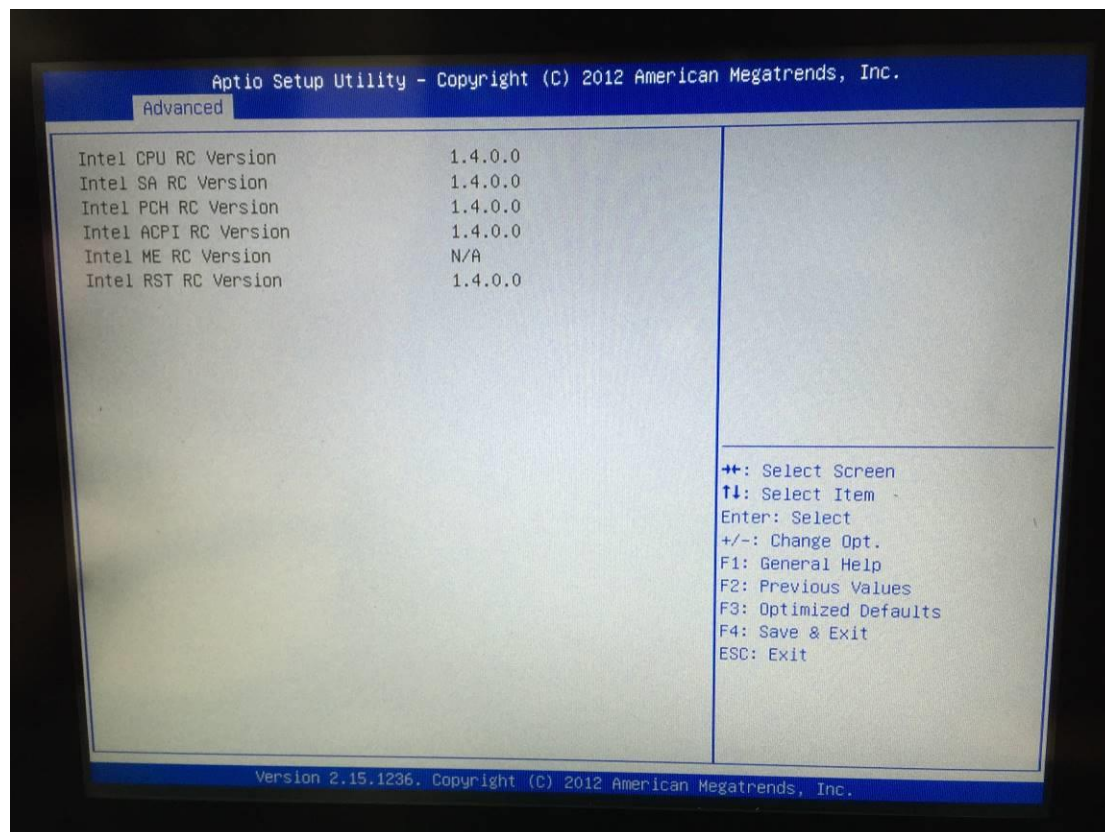 Aptio Setup Utility – Copyright (C) 2012 American Megatrends, Inc.
Advanced
Intel CPU RC Version 1.4.0.0
Intel SA RC Version 1.4.0.0
Intel PCH RC Version 1.4.0.0
Intel ACPI RC Version 1.4.0.0
Intel ME RC Version N/A
Intel RST RC Version 1.4.0.0
→←: Select Screen
↑↓: Select Item
Enter: Select
+/-: Change Opt.
F1: General Help
F2: Previous Values
F3: Optimized Defaults
F4: Save & Exit
ESC: Exit
Version 2.15.1236. Copyright (C) 2012 American Megatrends, Inc.